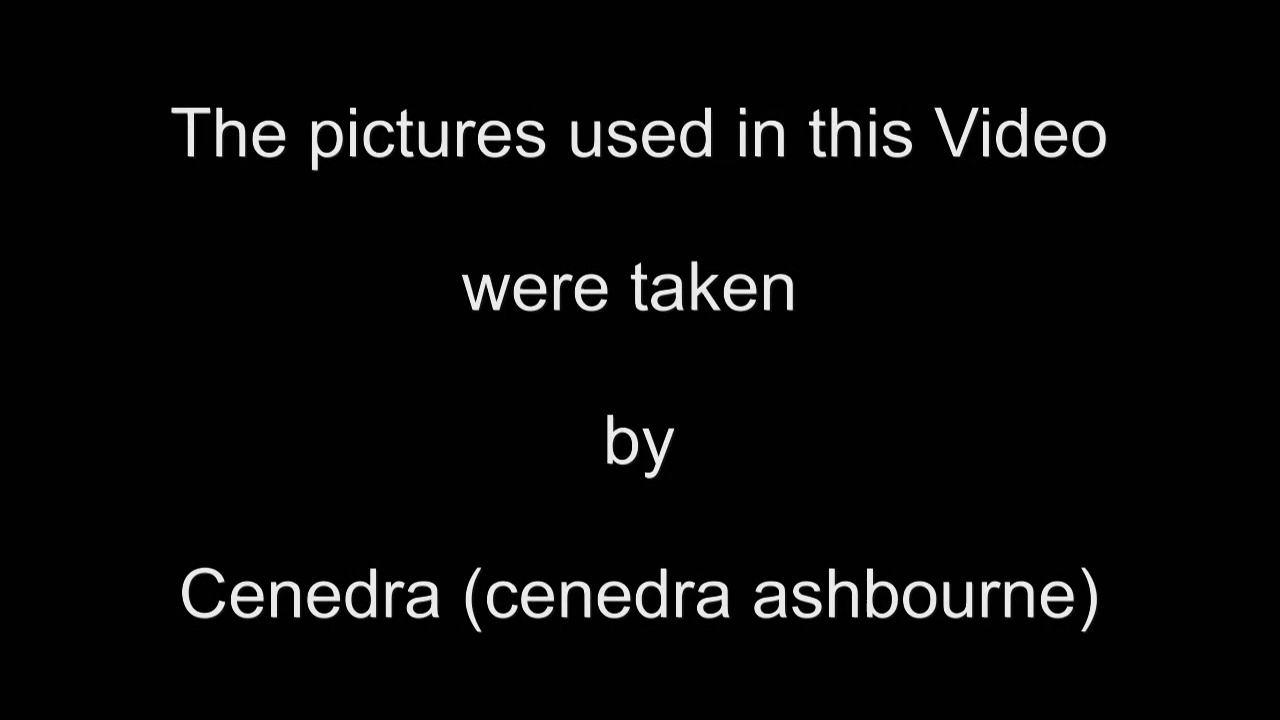 The pictures used in this Video
were taken
by
Cenedra (cenedra ashbourne)